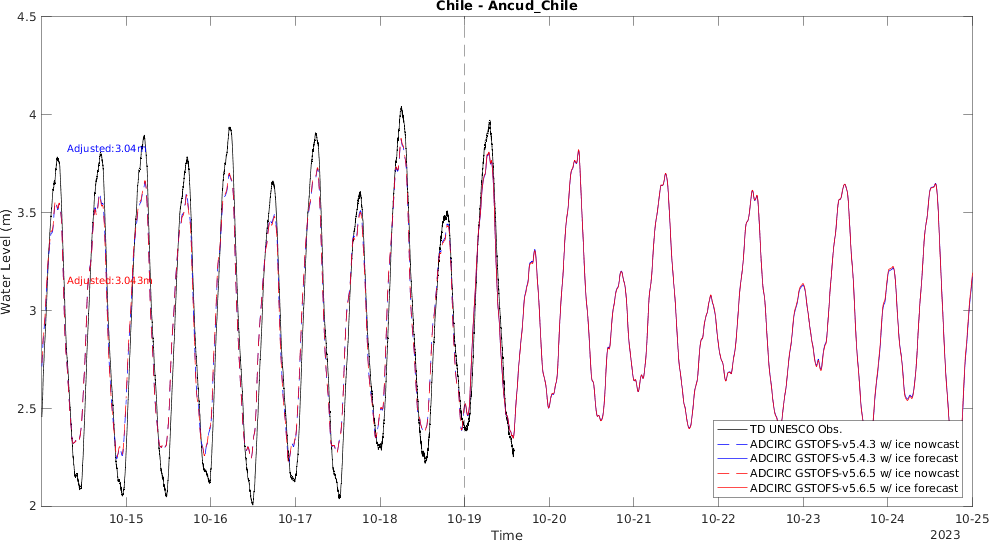 Chile - Ancud_Chile
4.5
4
3.5
3
2.5
2
Water Level (m)
Adjusted:3.04m
Adjusted:3.043m
TD UNESCO Obs.
ADCIRC GSTOFS-v5.4.3 w/ ice nowcast
ADCIRC GSTOFS-v5.4.3 w/ ice forecast
ADCIRC GSTOFS-v5.6.5 w/ ice nowcast
ADCIRC GSTOFS-v5.6.5 w/ ice forecast
10-15 10-16 10-17 10-18 10-19 10-20 10-21 10-22 10-23 10-24 10-25
Time
2023